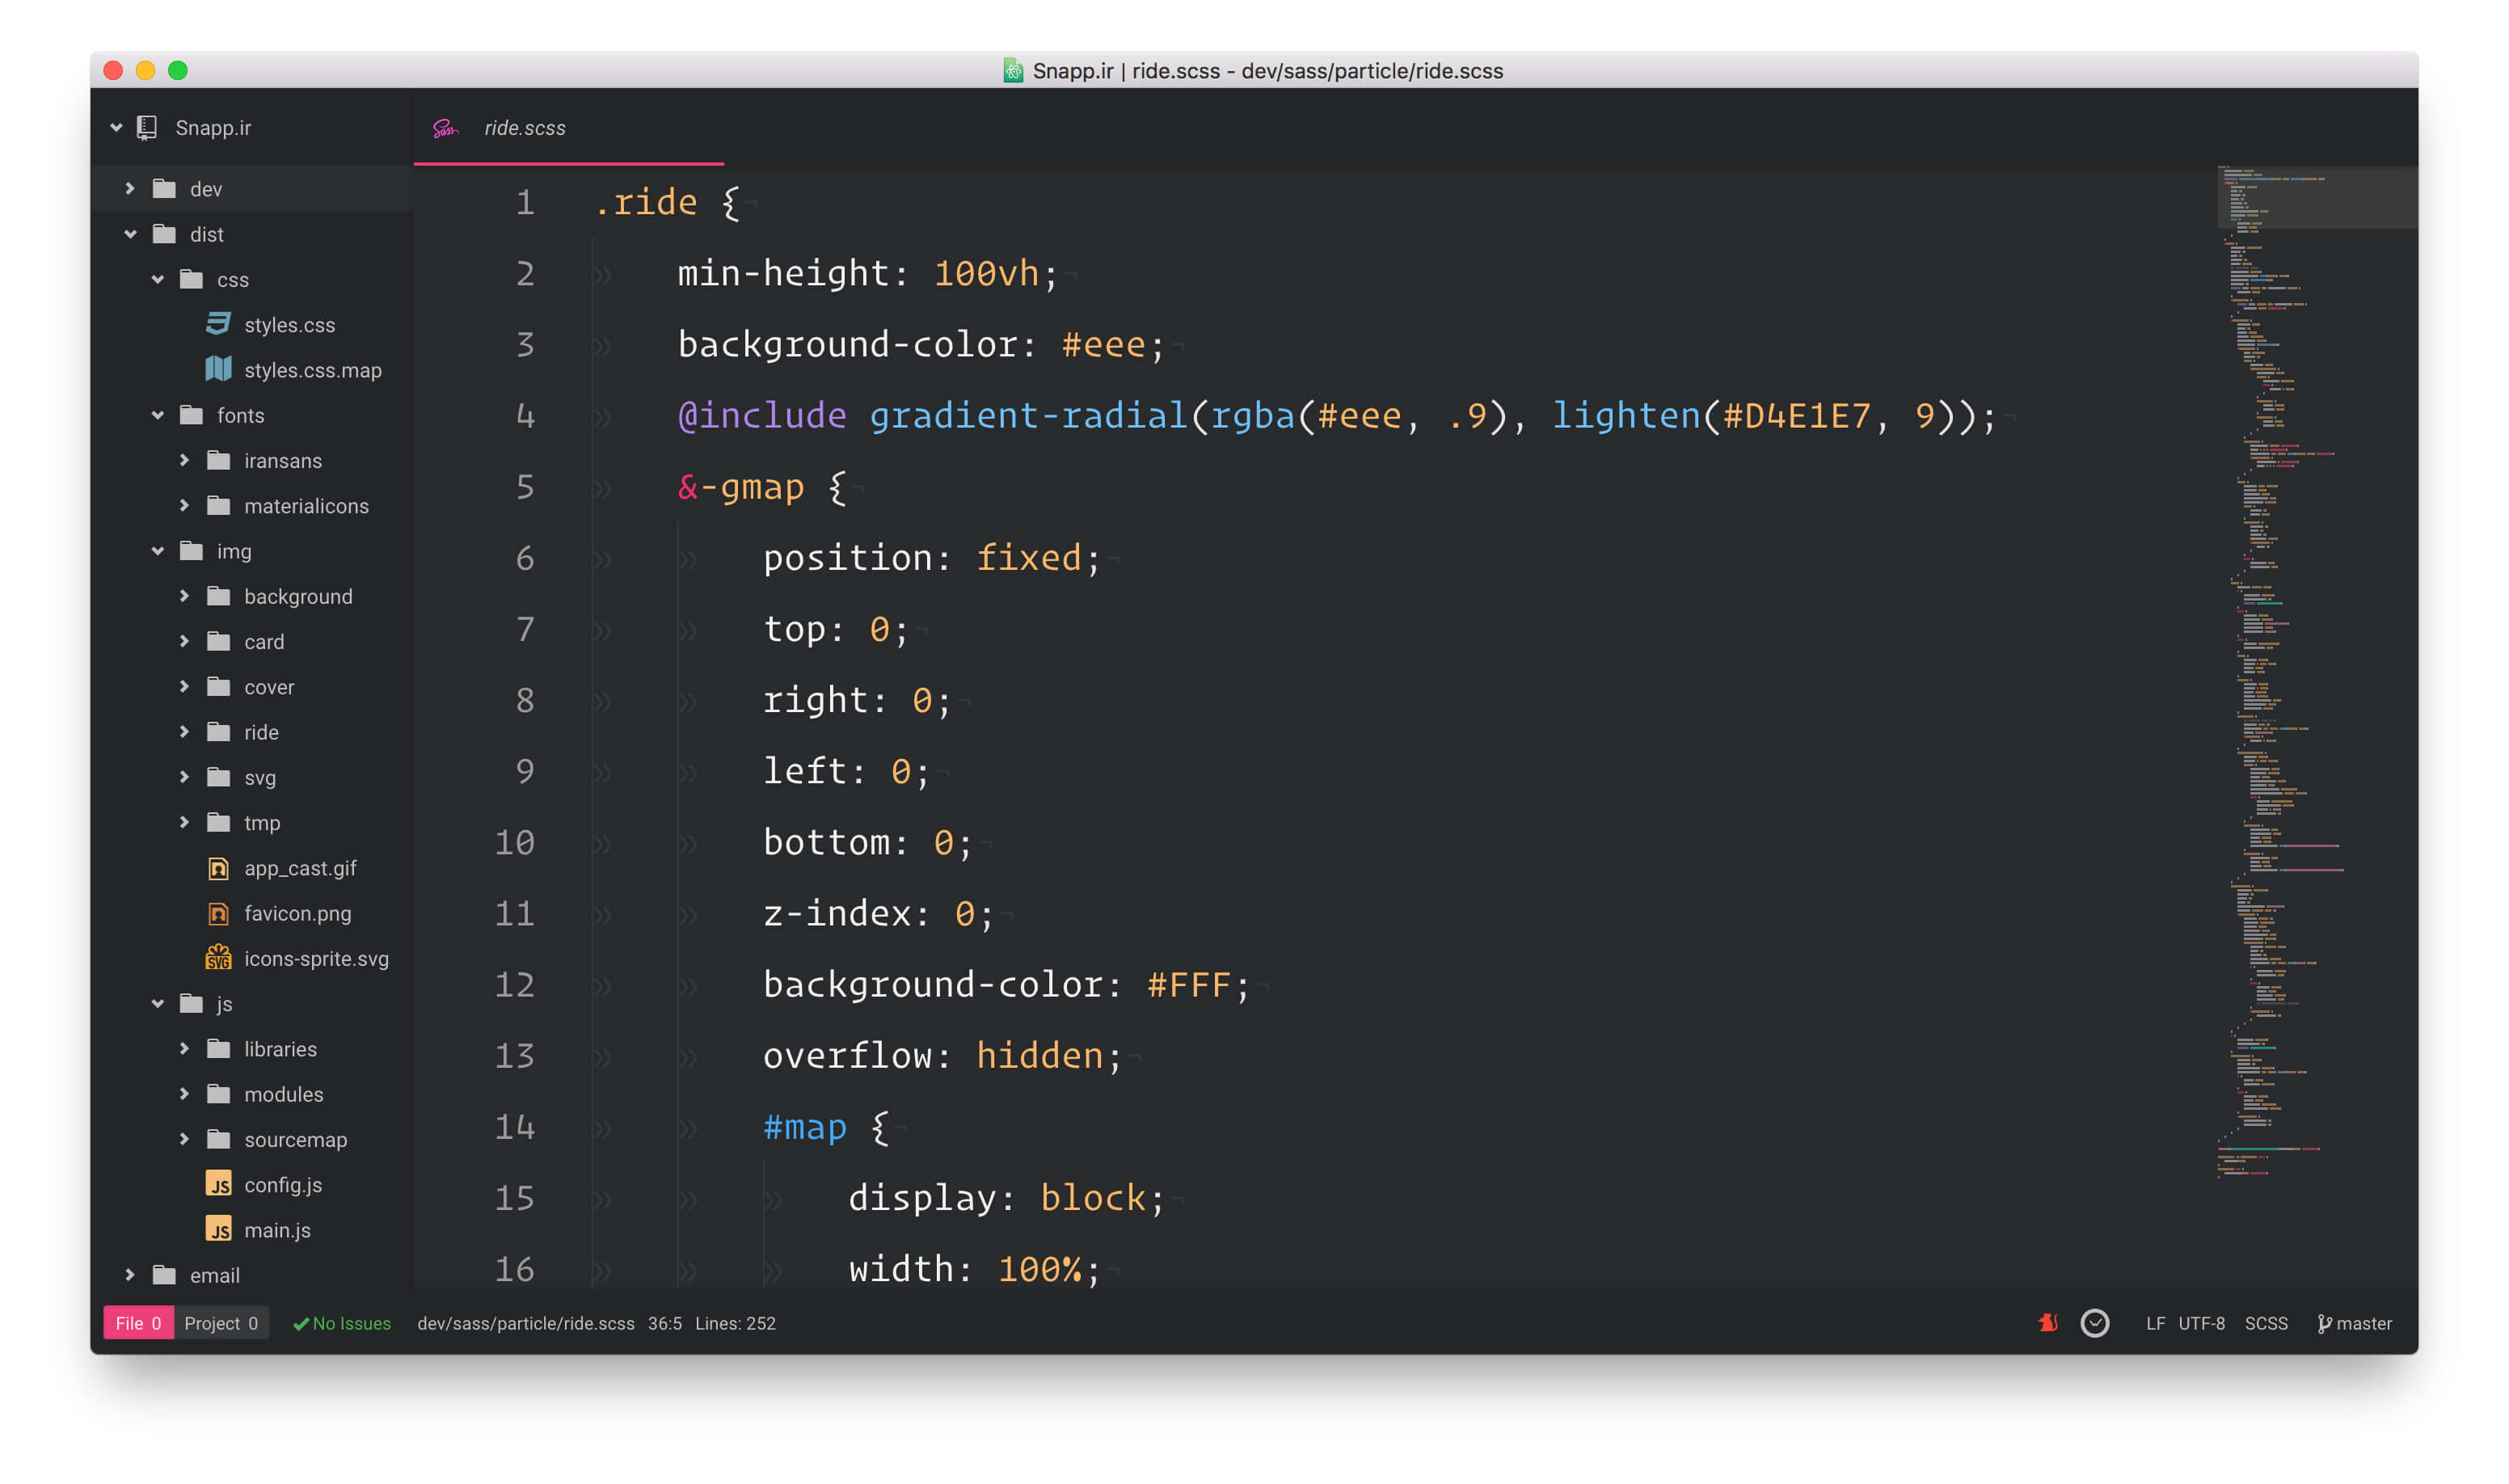 Snapp.ir | ride.scss - dev/sass/particle/ride.scss
Snapp.ir
dev
dist
css
styles.css
styles.css.map
fonts
iransans
materialicons
img
background
card
cover
ride
svg
tmp
app_cast.gif
favicon.png
SVG icons-sprite.svg
js
libraries
modules
sourcemap
JS config.js
JS main.js
email
Sass ride.scss
1 .ride {¬
2 » min-height: 100vh;¬
3 » background-color: #eee;¬
4 » @include gradient-radial(rgba(#eee, .9), lighten(#D4E1E7, 9));¬
5 » &-gmap {¬
6 » » position: fixed;¬
7 » » top: 0;¬
8 » » right: 0;¬
9 » » left: 0;¬
10 » » bottom: 0;¬
11 » » z-index: 0;¬
12 » » background-color: #FFF;¬
13 » » overflow: hidden;¬
14 » » #map {¬
15 » » » display: block;¬
16 » » » width: 100%;¬
File 0 Project 0 No Issues dev/sass/particle/ride.scss 36:5 Lines: 252 LF UTF-8 SCSS master